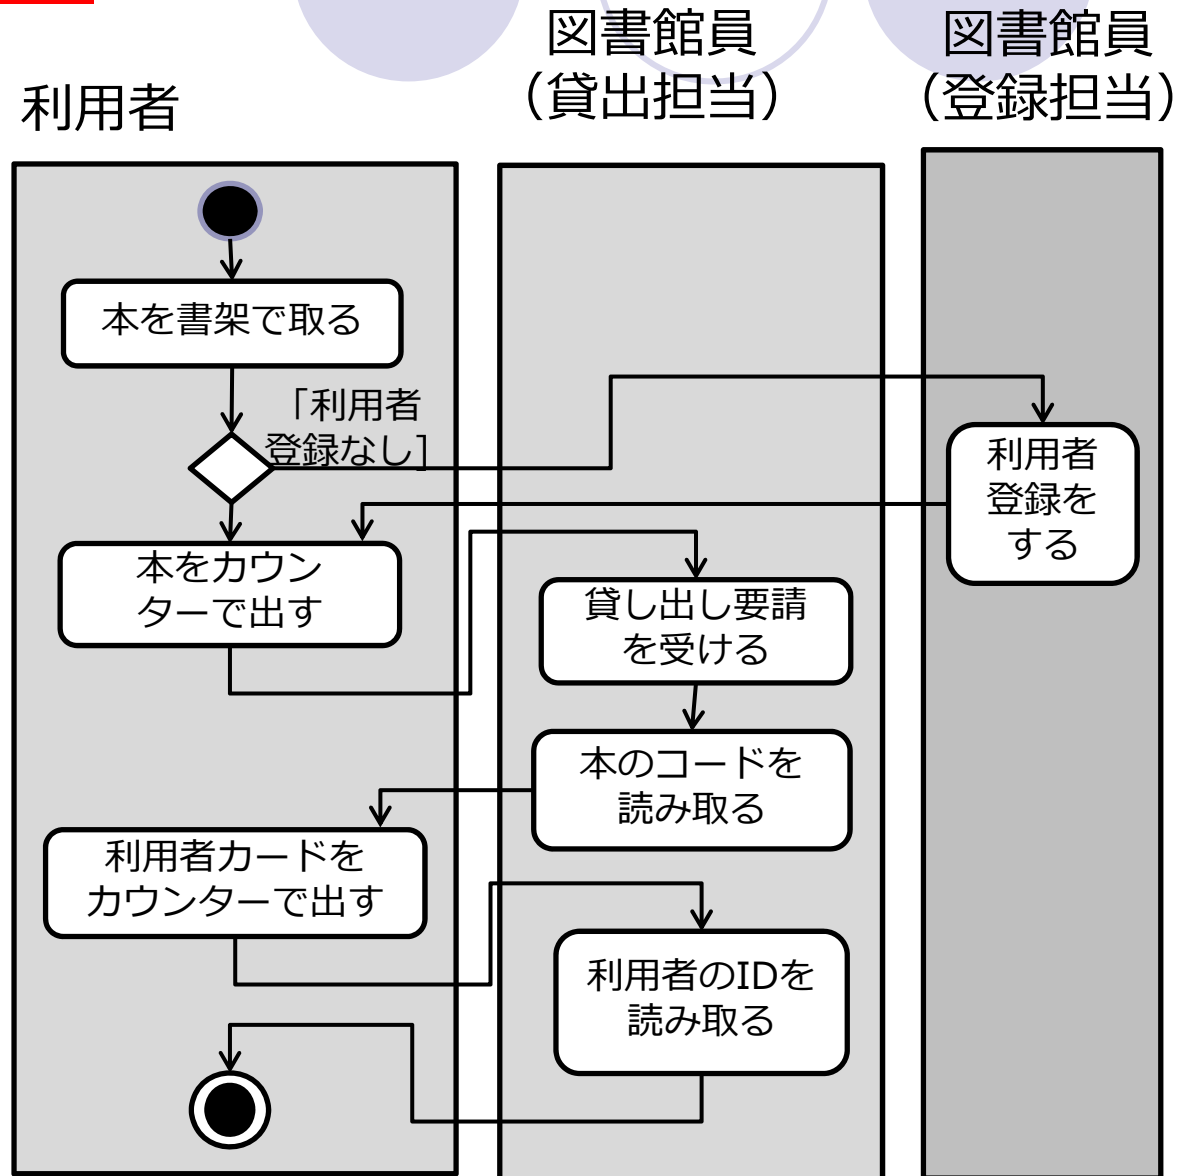 利用者
図書館員
（貸出担当）
図書館員
（登録担当）
本を書架で取る
「利用者
登録なし]
利用者
登録を
する
本をカウン
ターで出す
貸し出し要請
を受ける
本のコードを
読み取る
利用者カードを
カウンターで出す
利用者のIDを
読み取る